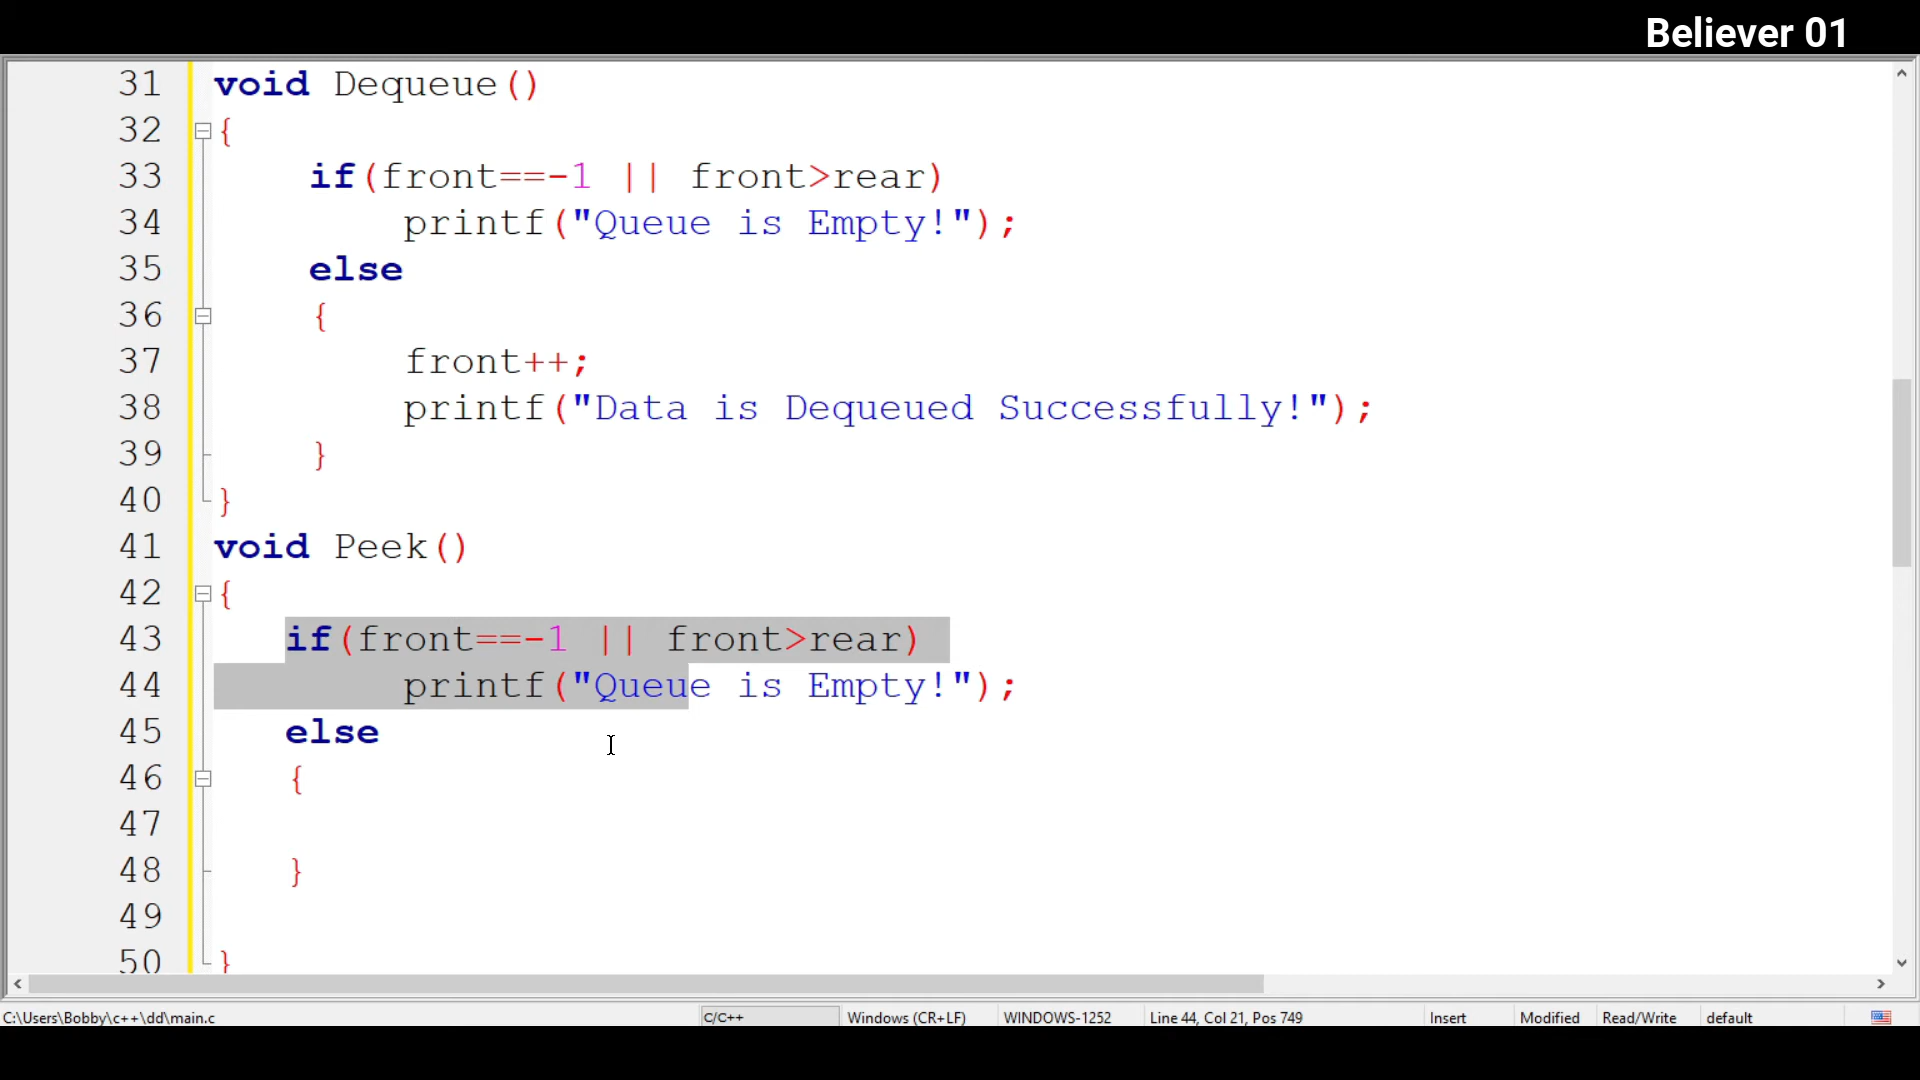 Believer 01
31 void Dequeue()
32 {
33 if(front==-1 || front>rear)
34 printf("Queue is Empty!");
35 else
36 {
37 front++;
38 printf("Data is Dequeued Successfully!");
39 }
40 }
41 void Peek()
42 {
43 if(front==-1 || front>rear)
44 printf("Queue is Empty!");
45 else
46 {
47
48 }
49
50 }
C:\Users\Bobby\c++\dd\main.c C/C++ Windows (CR+LF) WINDOWS-1252 Line 44, Col 21, Pos 749 Insert Modified Read/Write default